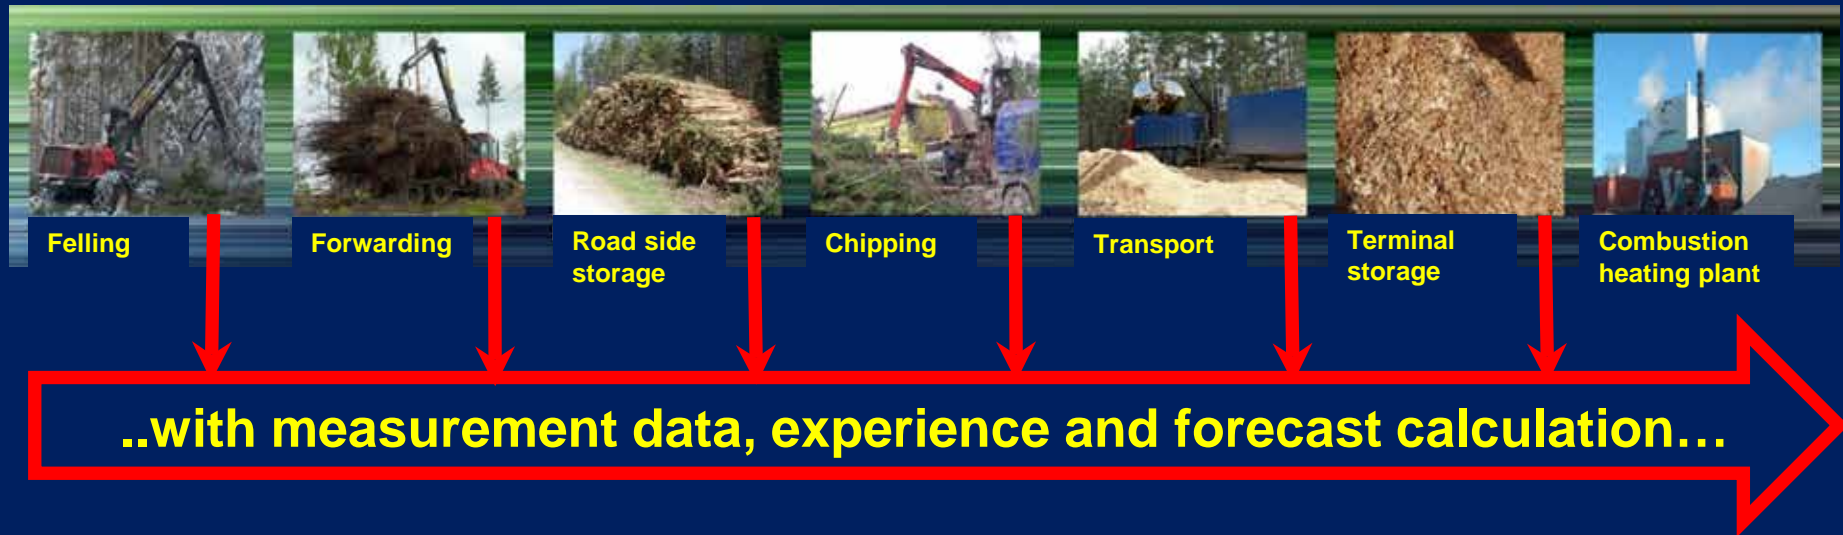 Felling
Forwarding
Road side
storage
Chipping
Transport
Terminal
storage
Combustion
heating plant
..with measurement data, experience and forecast calculation…